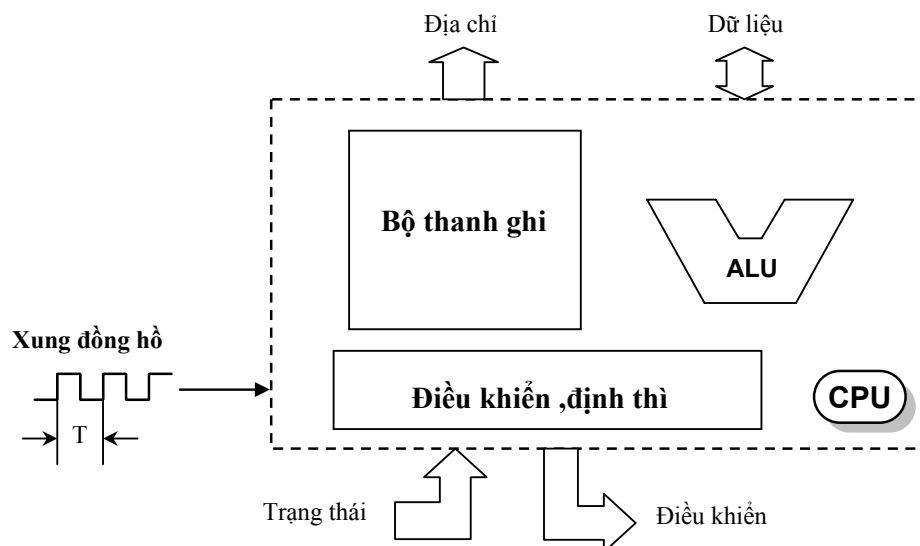 Địa chỉ
Dữ liệu
Bộ thanh ghi
ALU
Xung đồng hồ
T
Điều khiển ,định thì
CPU
Trạng thái
Điều khiển